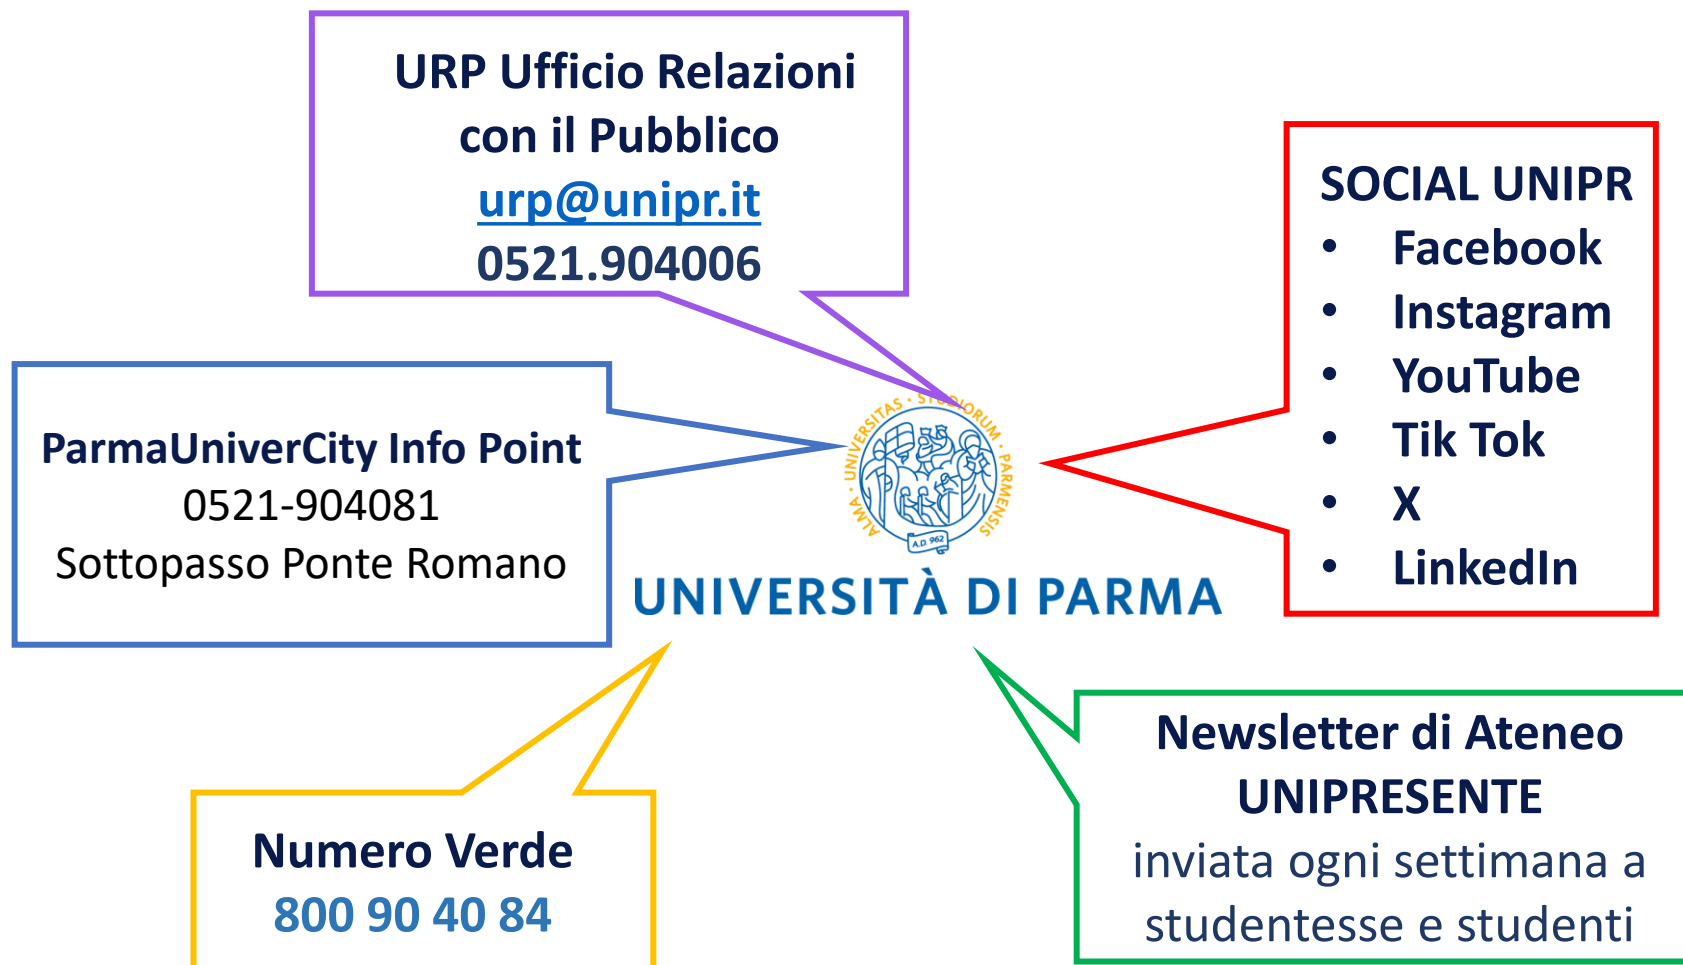 URP Ufficio Relazioni
con il Pubblico
urp@unipr.it
0521.904006
SOCIAL UNIPR
• Facebook
• Instagram
• YouTube
• Tik Tok
• X
• LinkedIn
ParmaUniverCity Info Point
0521-904081
Sottopasso Ponte Romano
ALMA · UNIVERSITAS · STUDIORUM · PARMENSIS
A.D. 962
UNIVERSITÀ DI PARMA
Numero Verde
800 90 40 84
Newsletter di Ateneo
UNIPRESENTE
inviata ogni settimana a
studentesse e studenti